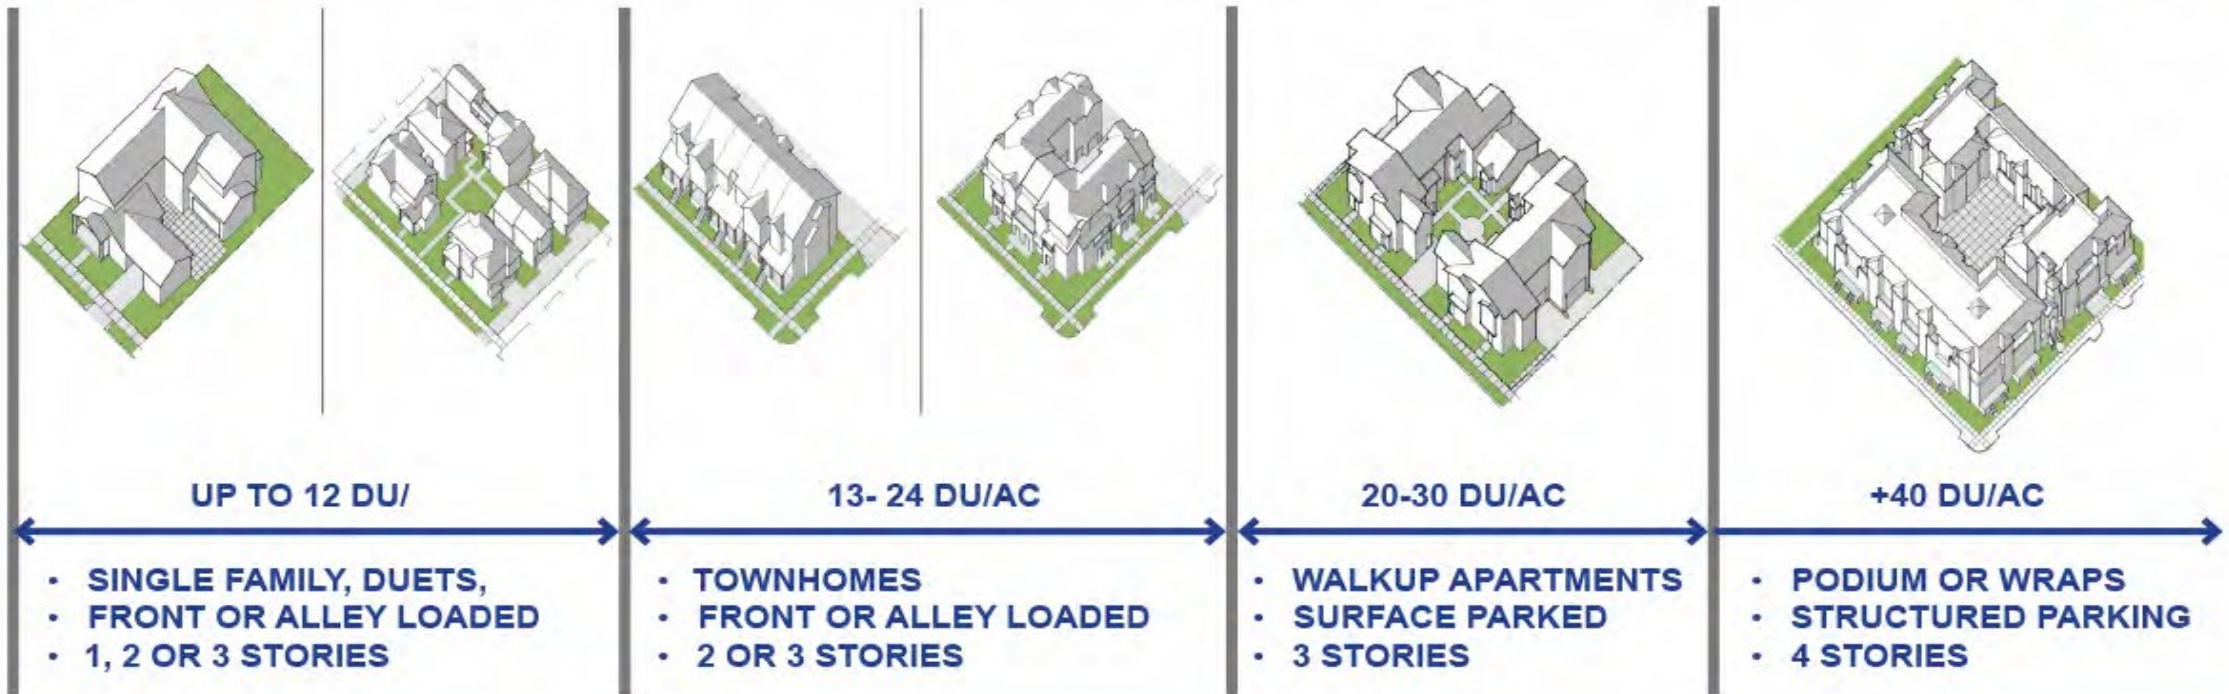 UP TO 12 DU/
• SINGLE FAMILY, DUETS,
• FRONT OR ALLEY LOADED
• 1, 2 OR 3 STORIES
13- 24 DU/AC
• TOWNHOMES
• FRONT OR ALLEY LOADED
• 2 OR 3 STORIES
20-30 DU/AC
• WALKUP APARTMENTS
• SURFACE PARKED
• 3 STORIES
+40 DU/AC
• PODIUM OR WRAPS
• STRUCTURED PARKING
• 4 STORIES